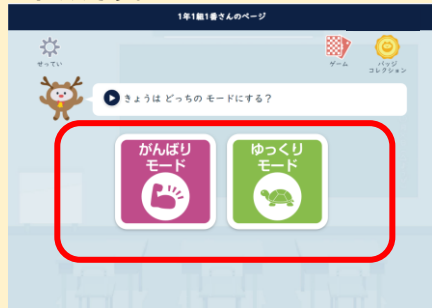 1年1組1番さんのページ
せってい
ゲーム
バッジ
コレクション
きょうは どっちの モードにする?
がんばり
モード
ゆっくり
モード